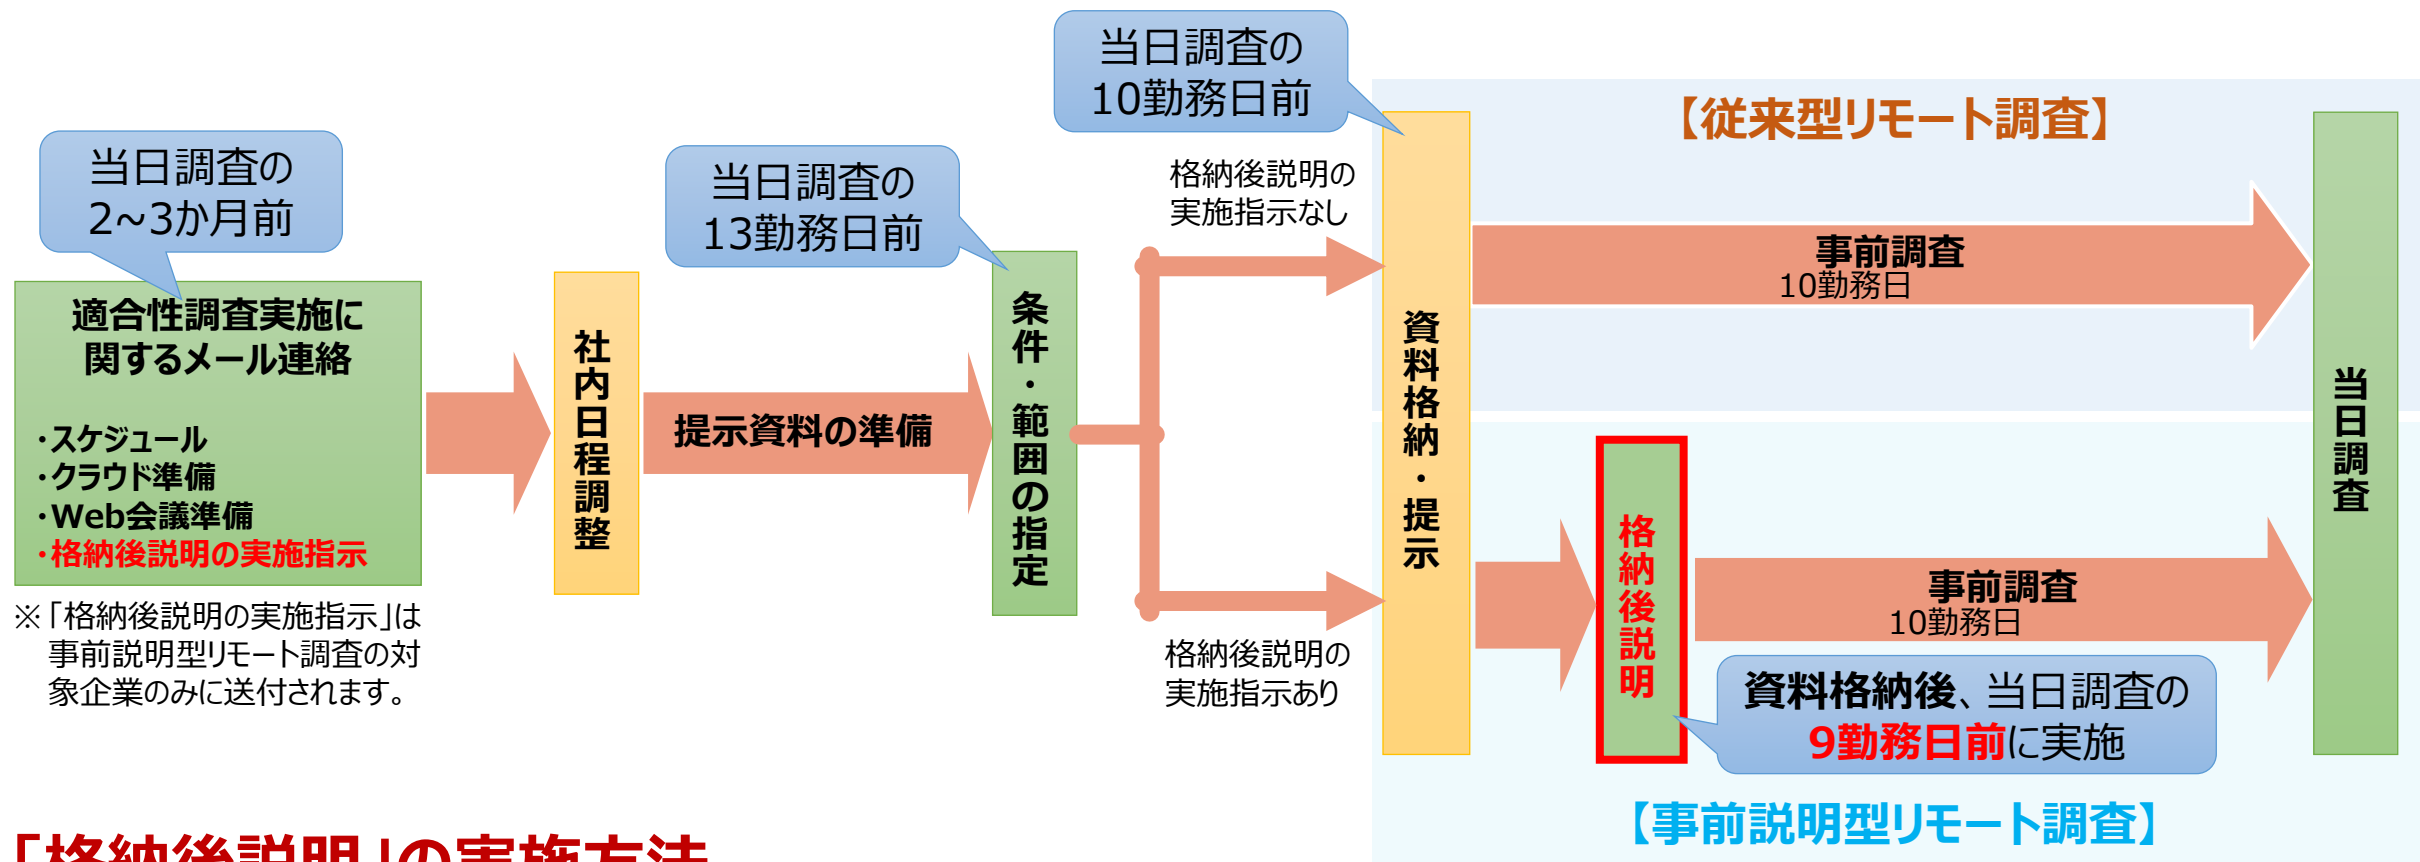 当日調査の
2~3か月前
適合性調査実施に
関するメール連絡
・スケジュール
・クラウド準備
・Web会議準備
・格納後説明の実施指示
※「格納後説明の実施指示」は
事前説明型リモート調査の対
象企業のみに送付されます。
社内日程調整
提示資料の準備
当日調査の
13勤務日前
条件・範囲の指定
格納後説明の
実施指示なし
格納後説明の
実施指示あり
当日調査の
10勤務日前
資料格納・提示
【従来型リモート調査】
事前調査
10勤務日
格納後説明
事前調査
10勤務日
資料格納後、当日調査の
9勤務日前に実施
【事前説明型リモート調査】
当日調査
「格納後説明」の実施方法